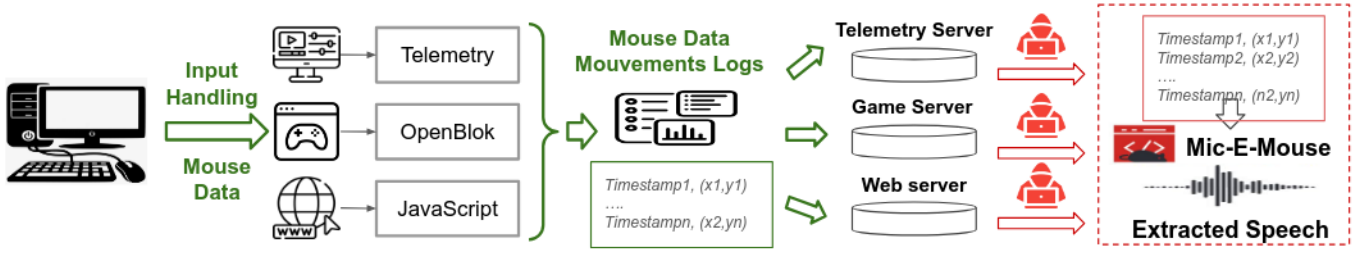 Input
Handling
Mouse
Data
Telemetry
OpenBlok
WWW
JavaScript
Mouse Data
Mouvements Logs
Timestamp1, (x1,y1)
....
Timestampn, (x2,yn)
Telemetry Server
Game Server
Web server
Timestamp1, (x1,y1)
Timestamp2, (x2,y2)
....
Timestampn, (n2,yn)
</>
Mic-E-Mouse
Extracted Speech